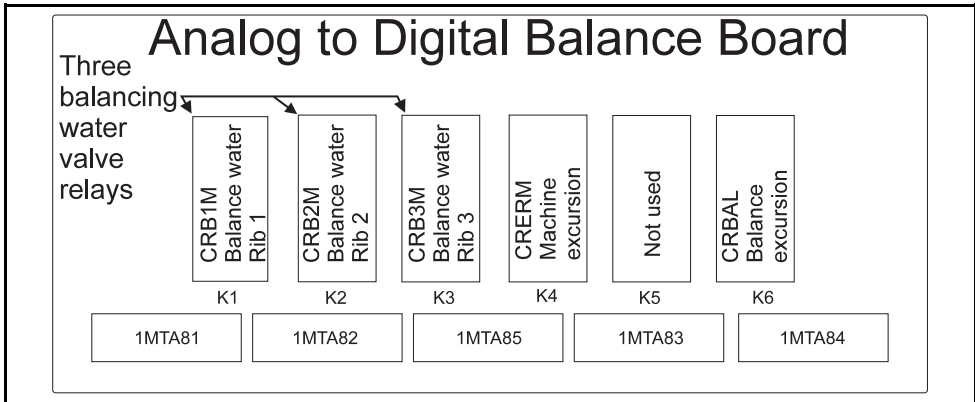 Analog to Digital Balance Board
Three
balancing
water
valve
relays
CRB1M
Balance water
Rib 1
CRB2M
Balance water
Rib 2
CRB3M
Balance water
Rib 3
CRERM
Machine
excursion
Not used
CRBAL
Balance
excursion
K1
K2
K3
K4
K5
K6
1MTA81
1MTA82
1MTA85
1MTA83
1MTA84